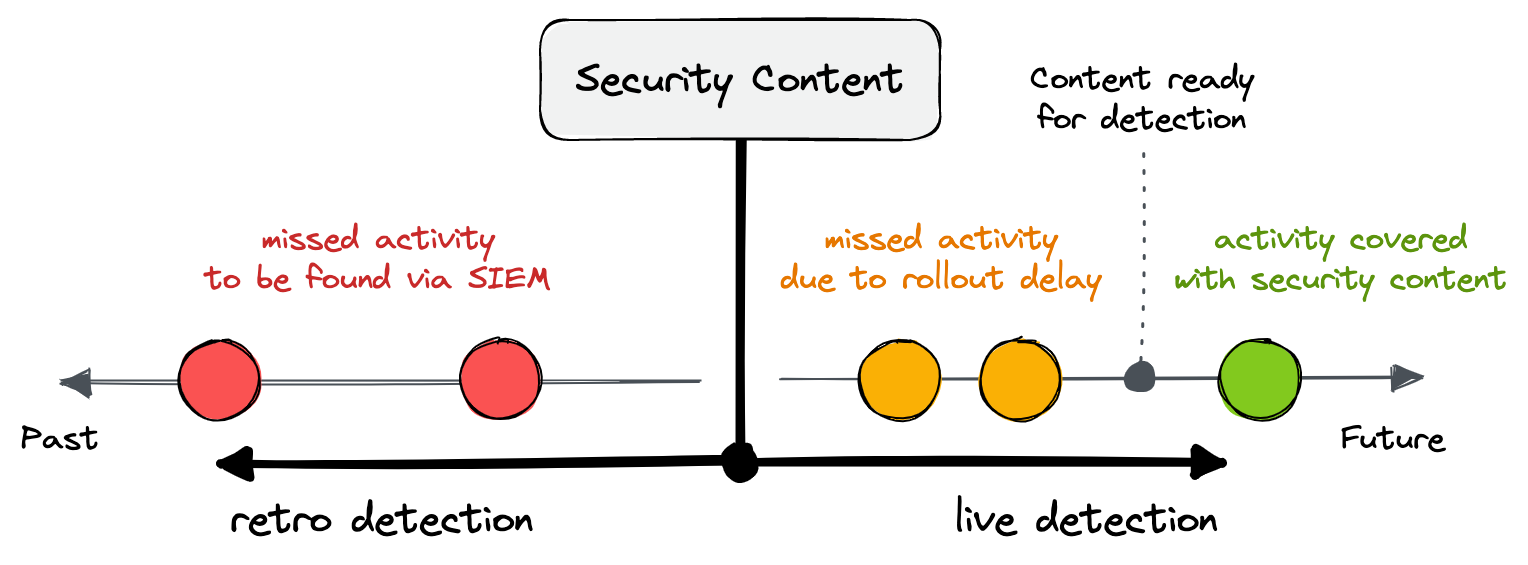 Security Content
Content ready
for detection
missed activity
to be found via SIEM
missed activity
due to rollout delay
activity covered
with security content
Past
Future
retro detection
live detection